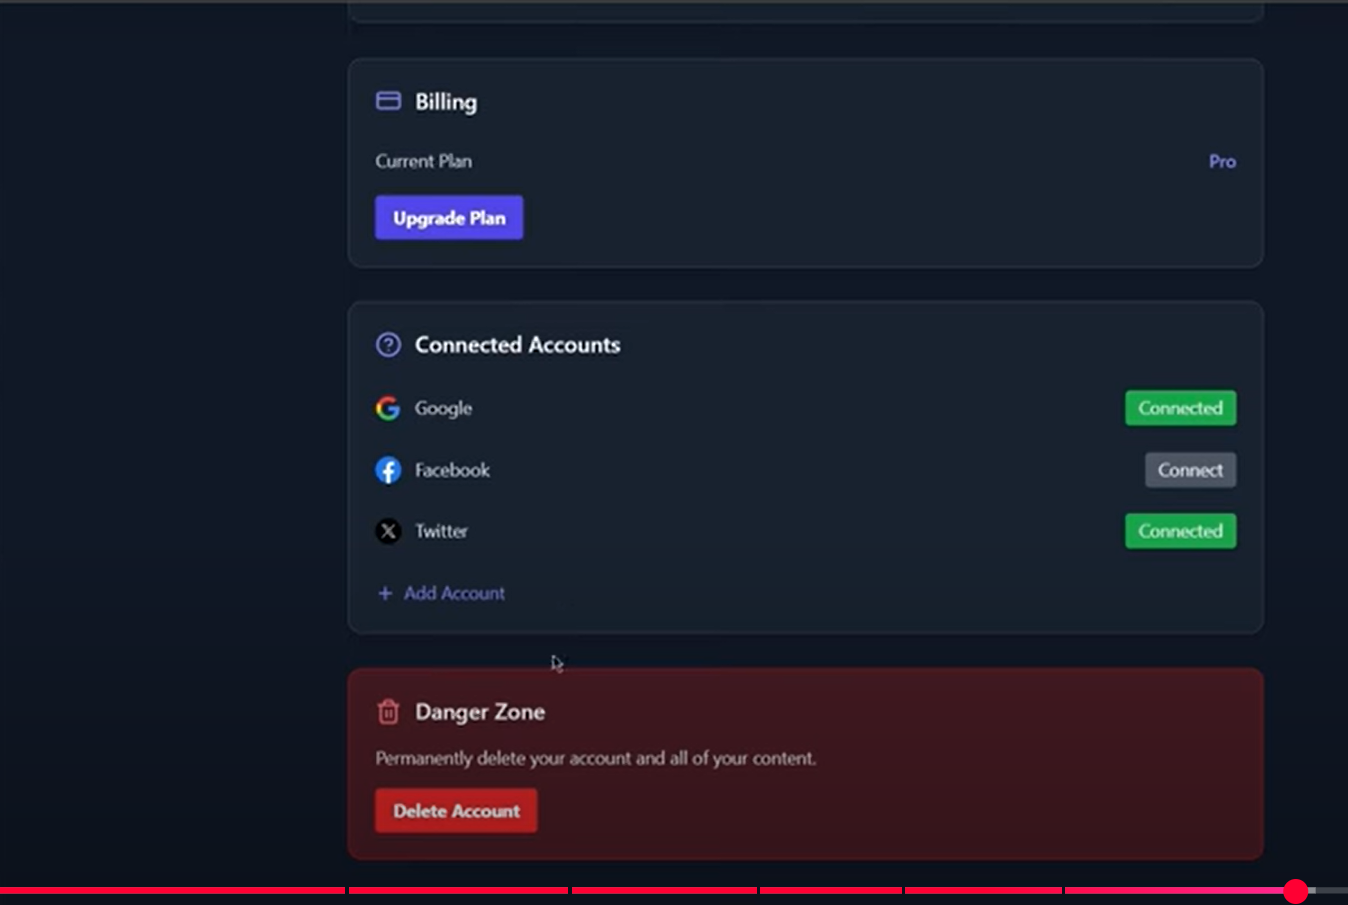 Billing
Current Plan
Pro
Upgrade Plan
Connected Accounts
Google
Connected
Facebook
Connect
Twitter
Connected
+ Add Account
Danger Zone
Permanently delete your account and all of your content.
Delete Account